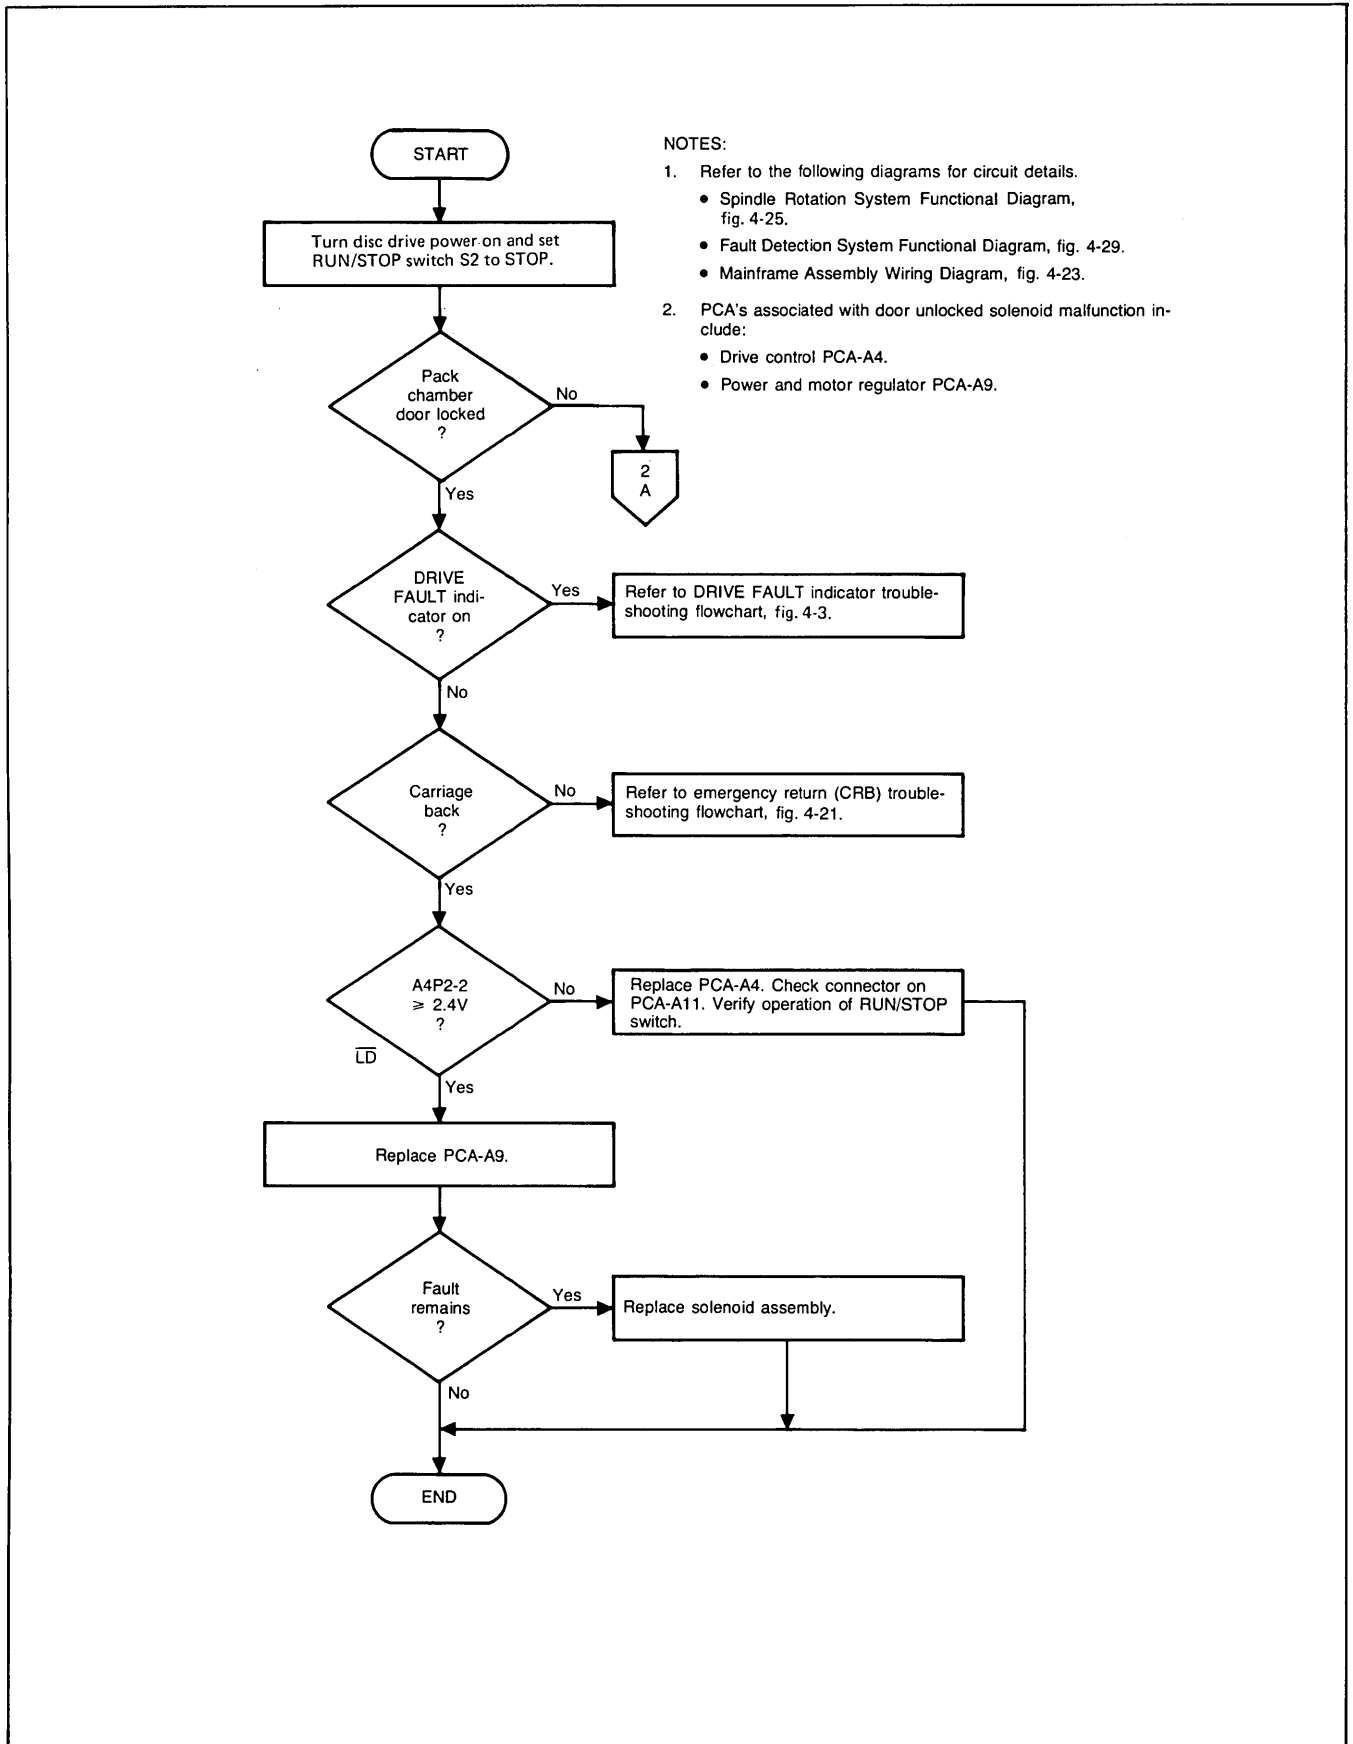 START
NOTES:
1. Refer to the following diagrams for circuit details.
• Spindle Rotation System Functional Diagram,
fig. 4-25.
• Fault Detection System Functional Diagram, fig. 4-29.
• Mainframe Assembly Wiring Diagram, fig. 4-23.
2. PCA's associated with door unlocked solenoid malfunction in-
clude:
• Drive control PCA-A4.
• Power and motor regulator PCA-A9.
Turn disc drive power on and set
RUN/STOP switch S2 to STOP.
Pack
chamber
door locked
?
No
2
A
Yes
DRIVE
FAULT indi-
cator on
?
Yes
Refer to DRIVE FAULT indicator trouble-
shooting flowchart, fig. 4-3.
No
Carriage
back
?
No
Refer to emergency return (CRB) trouble-
shooting flowchart, fig. 4-21.
Yes
A4P2-2
⩾ 2.4V
?
L̅D̅
No
Replace PCA-A4. Check connector on
PCA-A11. Verify operation of RUN/STOP
switch.
Yes
Replace PCA-A9.
Fault
remains
?
Yes
Replace solenoid assembly.
No
END